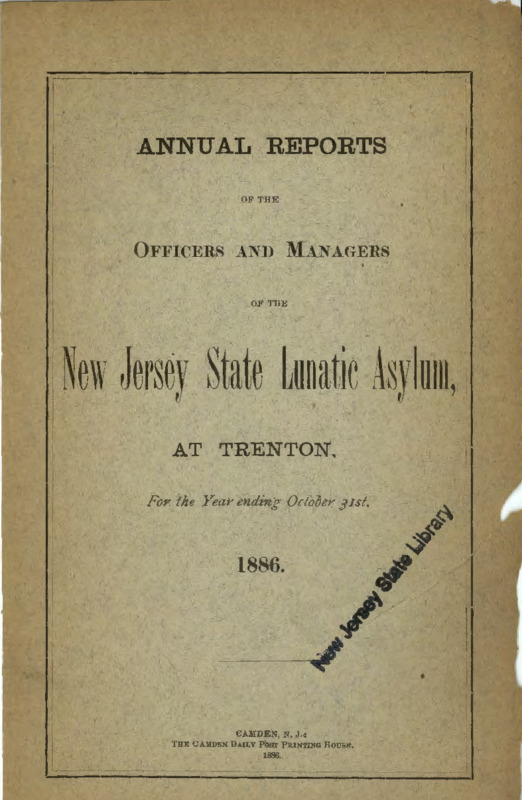 ANNUAL REPORTS
OF THE
OFFICERS AND MANAGERS
OF THE
New Jersey State Lunatic Asylum,
AT TRENTON,
For the Year ending October 31st.
1886.
New Jersey State Library
CAMDEN, N. J.:
THE CAMDEN DAILY POST PRINTING HOUSE.
1886.